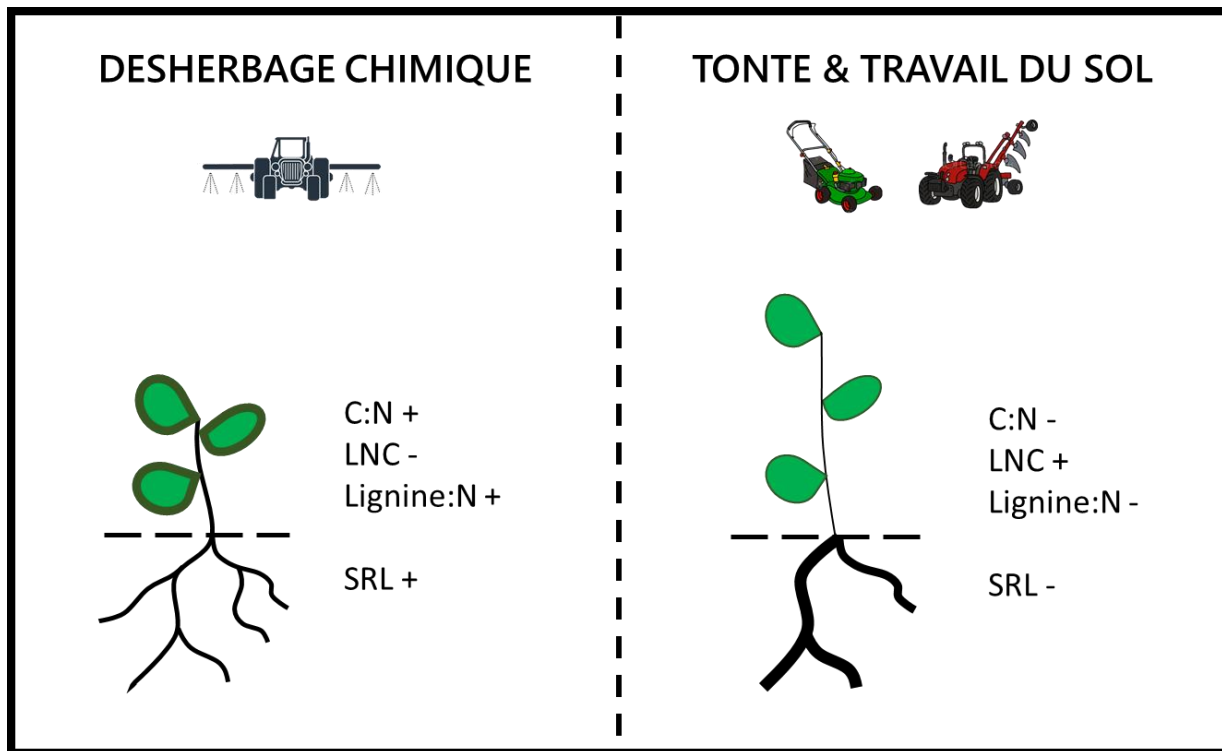 DESHERBAGE CHIMIQUE
C:N +
LNC -
Lignine:N +
SRL +
TONTE & TRAVAIL DU SOL
C:N -
LNC +
Lignine:N -
SRL -